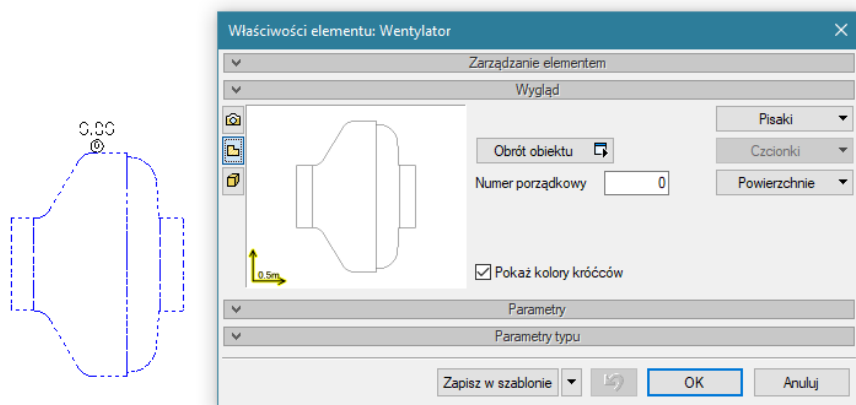 Właściwości elementu: Wentylator
Zarządzanie elementem
Wygląd
0.00
0
Pisaki
Obrót obiektu
Czcionki
Numer porządkowy 0
Powierzchnie
0.5m
Pokaż kolory króćców
Parametry
Parametry typu
Zapisz w szablonie
OK
Anuluj